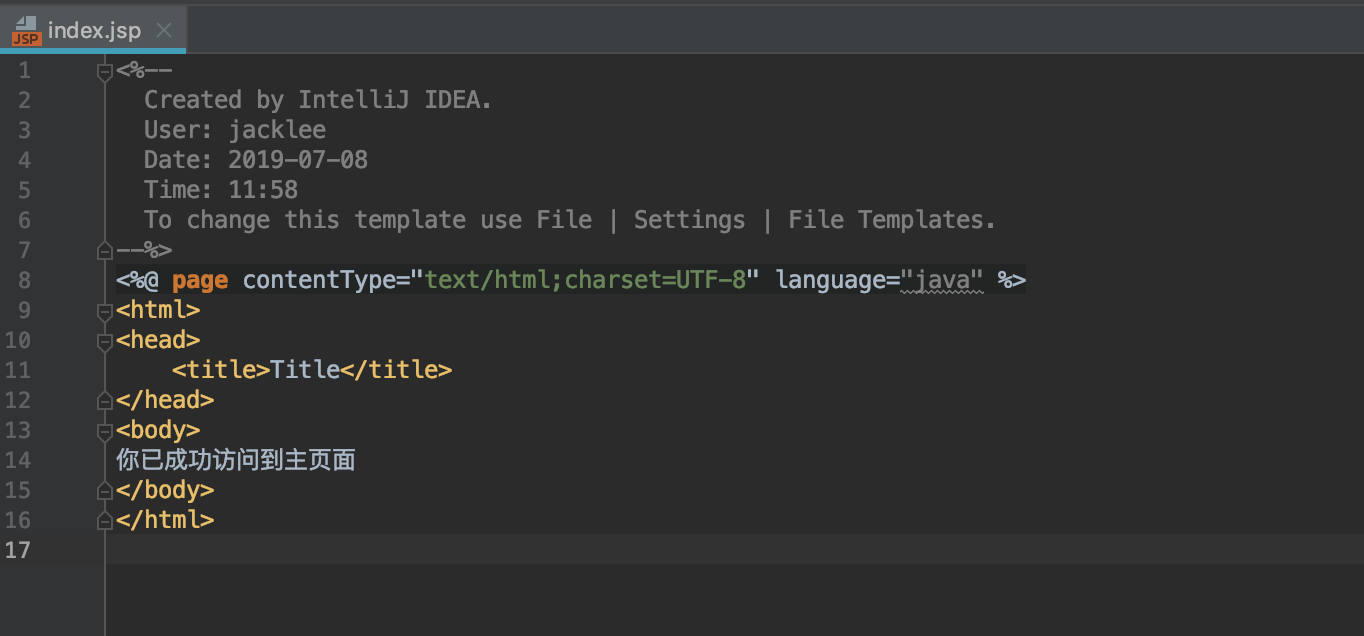 JSP index.jsp
1 <%--
2   Created by IntelliJ IDEA.
3   User: jacklee
4   Date: 2019-07-08
5   Time: 11:58
6   To change this template use File | Settings | File Templates.
7 --%>
8 <%@ page contentType="text/html;charset=UTF-8" language="java" %>
9 <html>
10 <head>
11     <title>Title</title>
12 </head>
13 <body>
14 你已成功访问到主页面
15 </body>
16 </html>
17